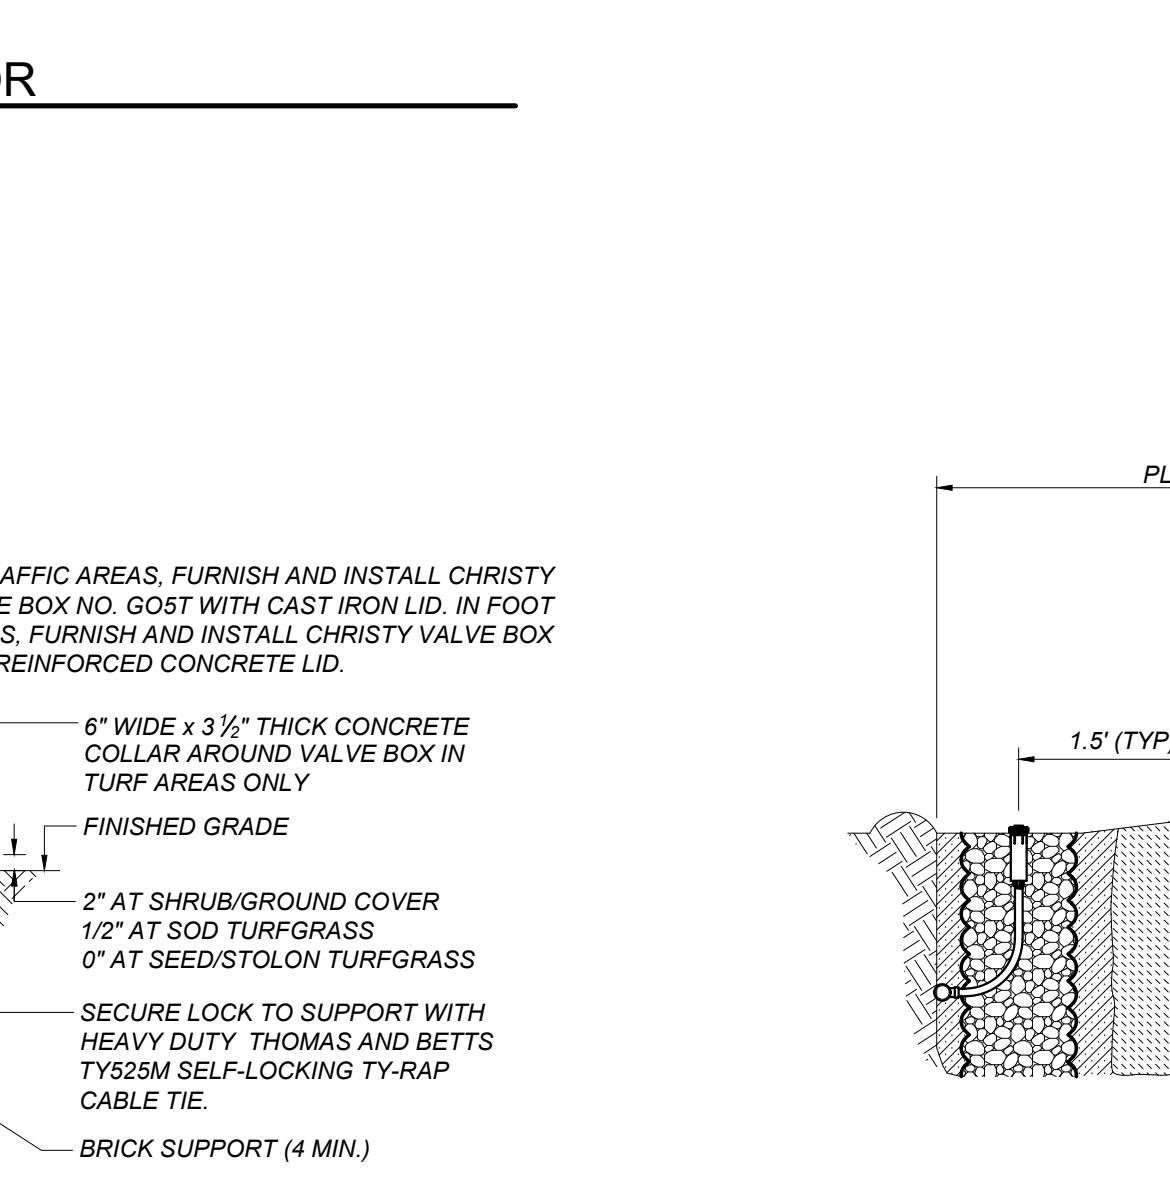 OR
PL
AFFIC AREAS, FURNISH AND INSTALL CHRISTY
E BOX NO. GO5T WITH CAST IRON LID. IN FOOT
S, FURNISH AND INSTALL CHRISTY VALVE BOX
REINFORCED CONCRETE LID.
6" WIDE x 3 ½" THICK CONCRETE
COLLAR AROUND VALVE BOX IN
TURF AREAS ONLY
1.5' (TYP)
FINISHED GRADE
2" AT SHRUB/GROUND COVER
1/2" AT SOD TURFGRASS
0" AT SEED/STOLON TURFGRASS
SECURE LOCK TO SUPPORT WITH
HEAVY DUTY  THOMAS AND BETTS
TY525M SELF-LOCKING TY-RAP
CABLE TIE.
BRICK SUPPORT (4 MIN.)